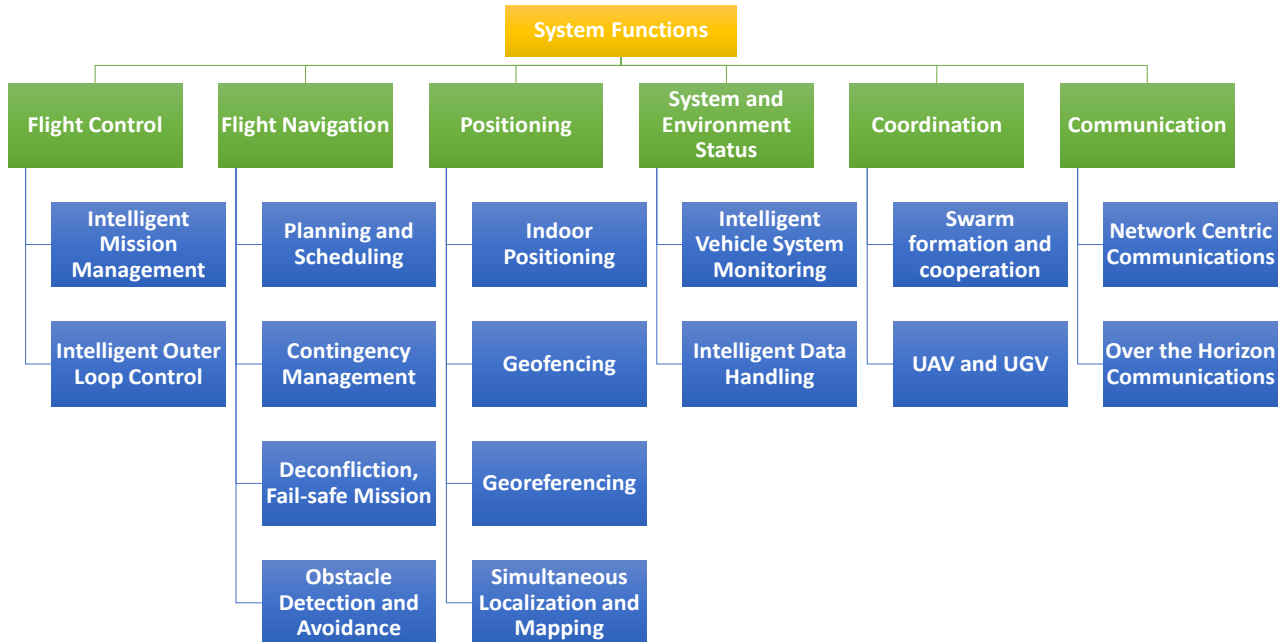 System Functions
Flight Control
Flight Navigation
Positioning
System and
Environment
Status
Coordination
Communication
Intelligent
Mission
Management
Planning and
Scheduling
Indoor
Positioning
Intelligent
Vehicle System
Monitoring
Swarm
formation and
cooperation
Network Centric
Communications
Intelligent Outer
Loop Control
Contingency
Management
Geofencing
Intelligent Data
Handling
UAV and UGV
Over the Horizon
Communications
Deconfliction,
Fail-safe Mission
Georeferencing
Obstacle
Detection and
Avoidance
Simultaneous
Localization and
Mapping